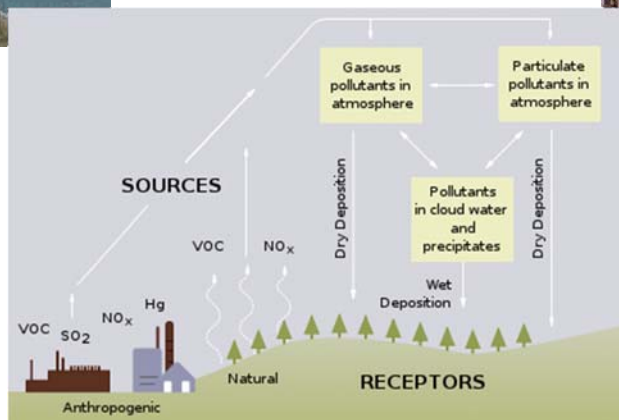 Gaseous
pollutants in
atmosphere
Particulate
pollutants in
atmosphere
SOURCES
Dry Deposition
Pollutants
in cloud water
and
precipitates
Dry Deposition
VOC
NOx
Wet
Deposition
VOC
SO2
NOx
Hg
Natural
RECEPTORS
Anthropogenic